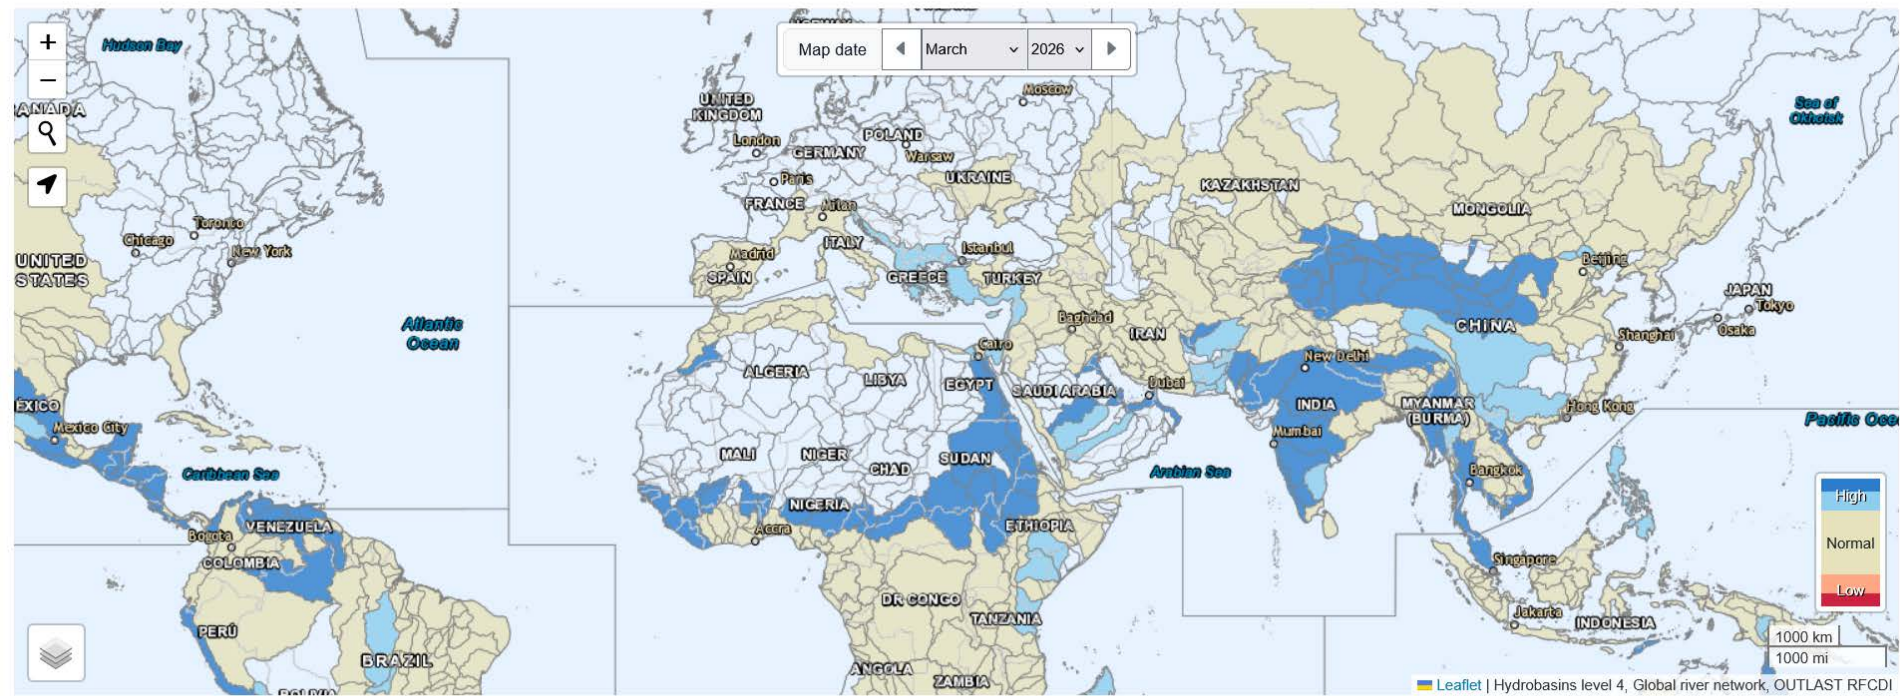 NORWAY
+
Hudson Bay
Map date
March
2026
−
Moscow
Sea of
Okhotsk
UNITED
KINGDOM
CANADA
POLAND
London
GERMANY
Warsaw
Paris
UKRAINE
KAZAKHSTAN
FRANCE
Milan
MONGOLIA
Toronto
Chicago
ITALY
Istanbul
New York
Madrid
Beijing
UNITED
STATES
SPAIN
GREECE
TURKEY
JAPAN
Tokyo
Baghdad
Atlantic
Ocean
IRAN
CHINA
Shanghai
Osaka
Cairo
New Delhi
ALGERIA
LIBYA
EGYPT
SAUDI ARABIA
Dubai
ÉXICO
INDIA
MYANMAR
(BURMA)
Hong Kong
Mexico City
Mumbai
Pacific Oce
MALI
NIGER
CHAD
SUDAN
Caribbean Sea
Arabian Sea
Bangkok
High
NIGERIA
VENEZUELA
Accra
ETHIOPIA
Bogota
COLOMBIA
Singapore
Normal
DR CONGO
Low
TANZANIA
Jakarta
INDONESIA
PERÚ
1000 km
BRAZIL
ANGOLA
1000 mi
ZAMBIA
BOLIVIA
Leaflet | Hydrobasins level 4, Global river network, OUTLAST RFCDI